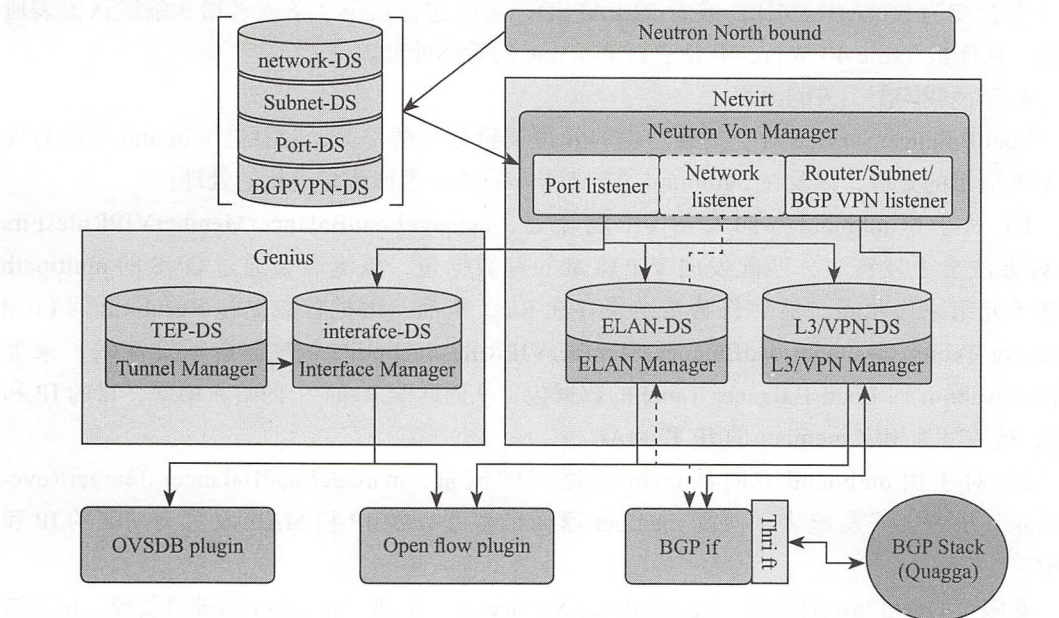 Neutron North bound
network-DS
Subnet-DS
Port-DS
BGPVPN-DS
Netvirt
Neutron Von Manager
Port listener
Network
listener
Router/Subnet/
BGP VPN listener
Genius
TEP-DS
Tunnel Manager
interafce-DS
Interface Manager
ELAN-DS
ELAN Manager
L3/VPN-DS
L3/VPN Manager
OVSDB plugin
Open flow plugin
BGP if
Thri ft
BGP Stack
(Quagga)